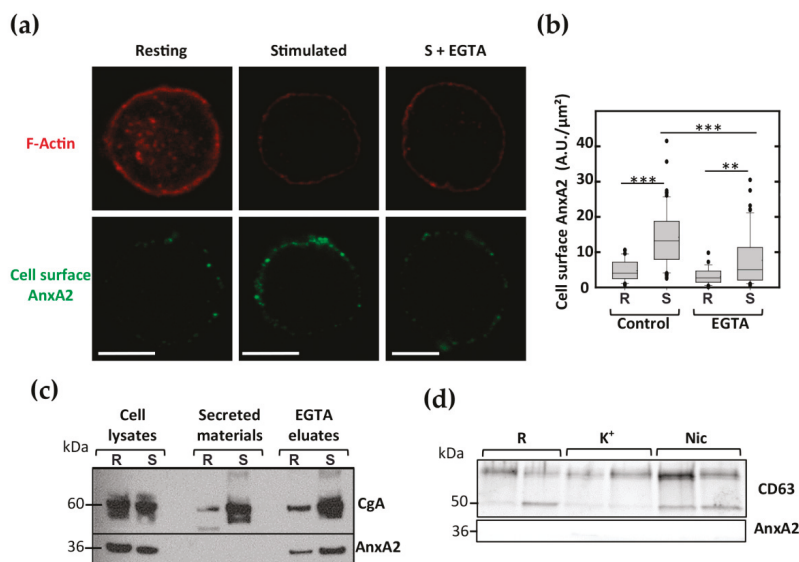 (a)
Resting Stimulated S + EGTA
F-Actin
Cell surface
AnxA2
(b)
Cell surface AnxA2 (A.U./µm²)
40
30
20
10
0
***
***
**
R S R S
Control EGTA
(c)
Cell
lysates
Secreted
materials
EGTA
eluates
kDa
R S R S R S
60
CgA
36
AnxA2
(d)
R K⁺ Nic
kDa
CD63
50
AnxA2
36